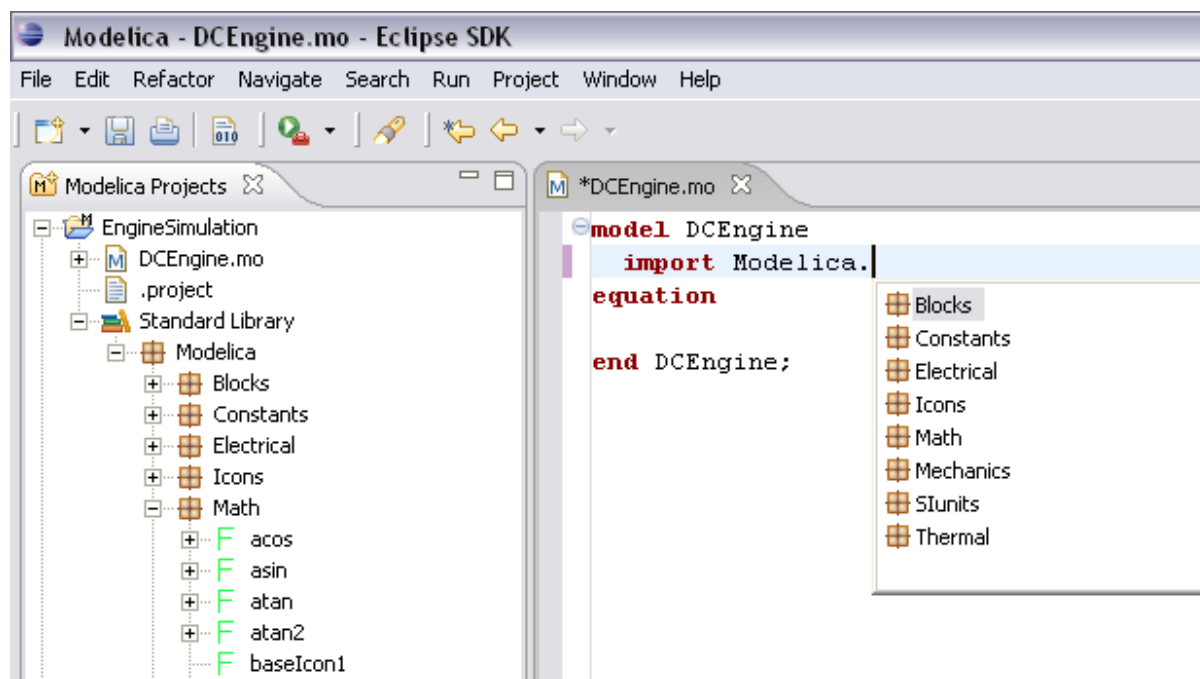 Modelica - DCEngine.mo - Eclipse SDK
File Edit Refactor Navigate Search Run Project Window Help
010
Modelica Projects
EngineSimulation
DCEngine.mo
.project
Standard Library
Modelica
Blocks
Constants
Electrical
Icons
Math
acos
asin
atan
atan2
baseIcon1
*DCEngine.mo
model DCEngine
import Modelica.
equation
end DCEngine;
Blocks
Constants
Electrical
Icons
Math
Mechanics
SIunits
Thermal